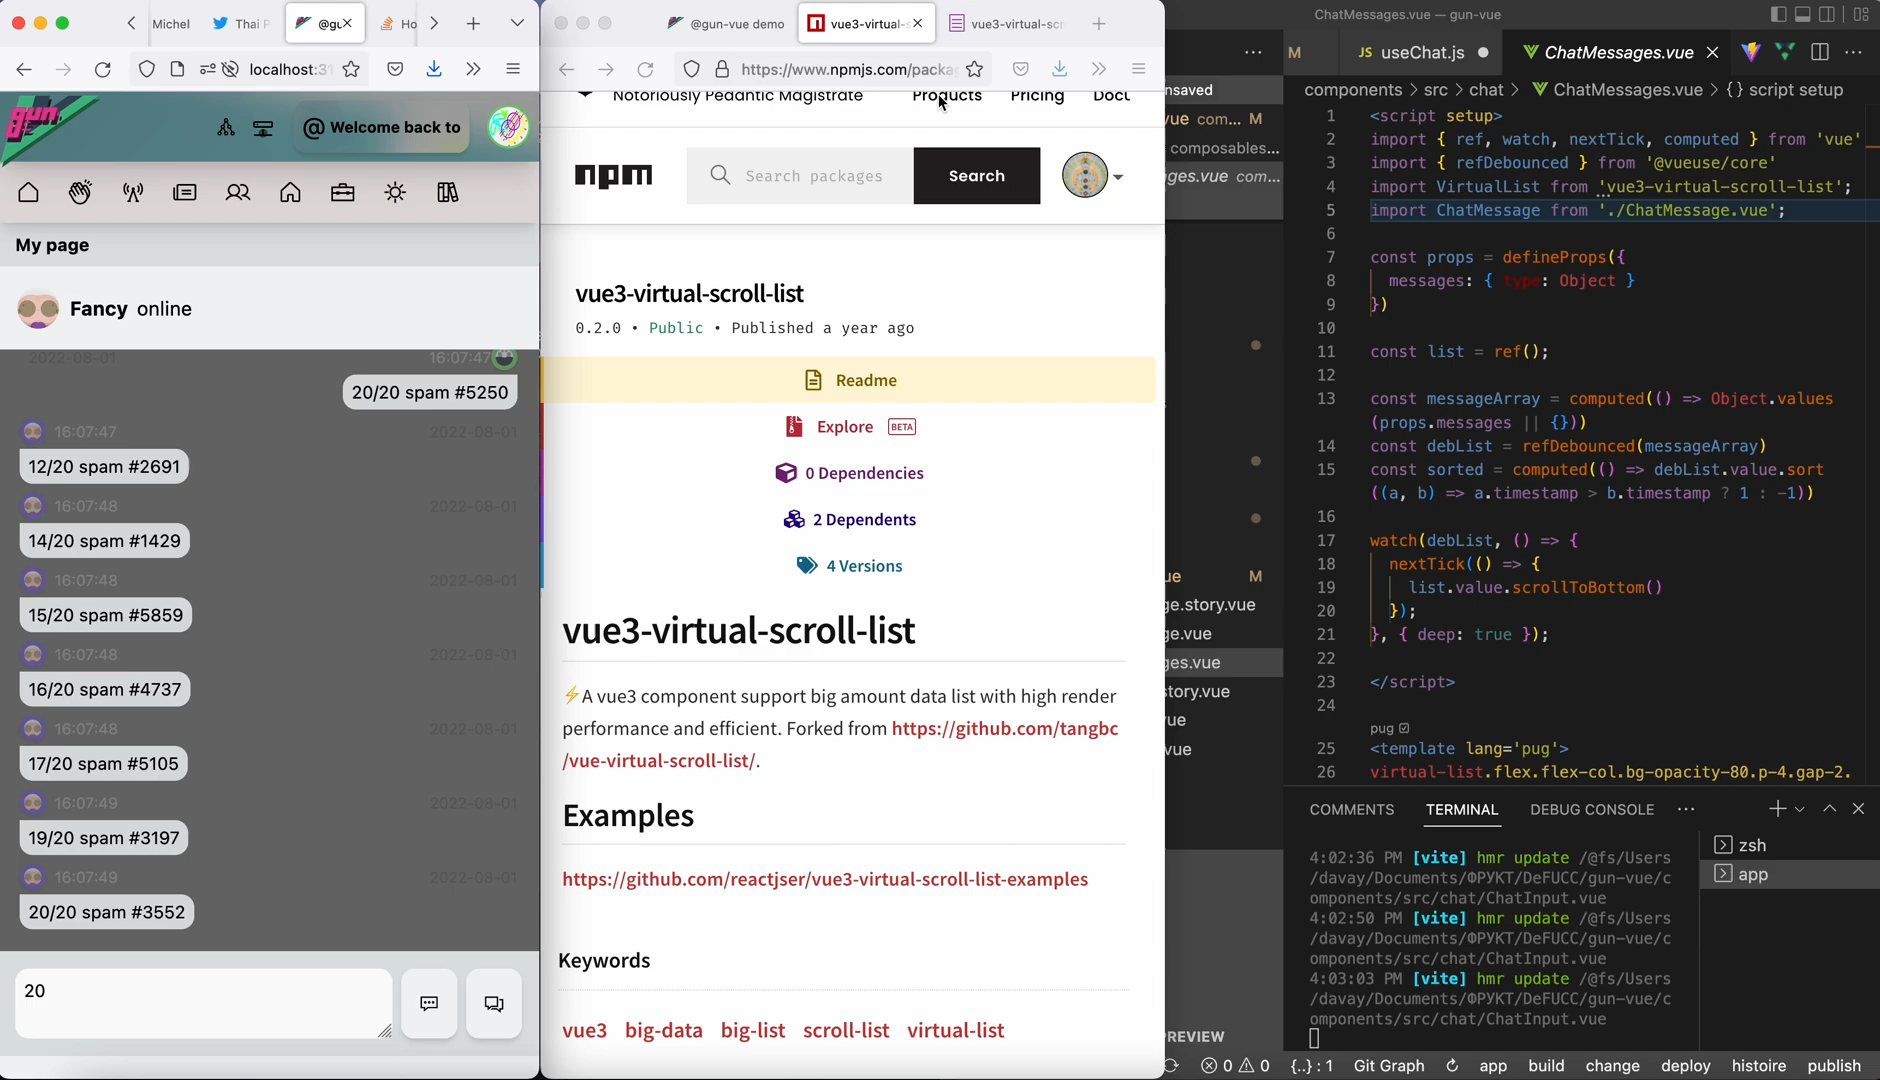 Michel
Thai P
@gu
Ho
localhost:31
gun
@ Welcome back to
My page
Fancy online
2022-08-01 16:07:47
20/20 spam #5250
16:07:47 2022-08-01
12/20 spam #2691
16:07:48 2022-08-01
14/20 spam #1429
16:07:48 2022-08-01
15/20 spam #5859
16:07:48 2022-08-01
16/20 spam #4737
16:07:48 2022-08-01
17/20 spam #5105
16:07:49 2022-08-01
19/20 spam #3197
16:07:49 2022-08-01
20/20 spam #3552
20
@gun-vue demo
vue3-virtual-s
vue3-virtual-scr
https://www.npmjs.com/packa
Notoriously Pedantic Magistrate
Products Pricing Docu
npm
Search packages
Search
vue3-virtual-scroll-list
0.2.0 • Public • Published a year ago
Readme
Explore BETA
0 Dependencies
2 Dependents
4 Versions
vue3-virtual-scroll-list
⚡A vue3 component support big amount data list with high render
performance and efficient. Forked from https://github.com/tangbc
/vue-virtual-scroll-list/.
Examples
https://github.com/reactjser/vue3-virtual-scroll-list-examples
Keywords
vue3 big-data big-list scroll-list virtual-list
ChatMessages.vue — gun-vue
M
JS useChat.js
ChatMessages.vue
nsaved
vue com... M
composables...
ges.vue com...
ue M
ge.story.vue
ge.vue
ges.vue
story.vue
vue
vue
PREVIEW
components > src > chat > ChatMessages.vue > {} script setup
1 <script setup>
2 import { ref, watch, nextTick, computed } from 'vue'
3 import { refDebounced } from '@vueuse/core'
4 import VirtualList from 'vue3-virtual-scroll-list';
5 import ChatMessage from './ChatMessage.vue';
6
7 const props = defineProps({
8 messages: { type: Object }
9 })
10
11 const list = ref();
12
13 const messageArray = computed(() => Object.values
(props.messages || {}))
14 const debList = refDebounced(messageArray)
15 const sorted = computed(() => debList.value.sort
((a, b) => a.timestamp > b.timestamp ? 1 : -1))
16
17 watch(debList, () => {
18 nextTick(() => {
19 list.value.scrollToBottom()
20 });
21 }, { deep: true });
22
23 </script>
24
pug
25 <template lang='pug'>
26 virtual-list.flex.flex-col.bg-opacity-80.p-4.gap-2.
COMMENTS TERMINAL DEBUG CONSOLE
4:02:36 PM [vite] hmr update /@fs/Users
/davay/Documents/ФРУКТ/DeFUCC/gun-vue/c
omponents/src/chat/ChatInput.vue
4:02:50 PM [vite] hmr update /@fs/Users
/davay/Documents/ФРУКТ/DeFUCC/gun-vue/c
omponents/src/chat/ChatInput.vue
4:03:03 PM [vite] hmr update /@fs/Users
/davay/Documents/ФРУКТ/DeFUCC/gun-vue/c
omponents/src/chat/ChatInput.vue
zsh
app
0 0 {..} : 1 Git Graph app build change deploy histoire publish